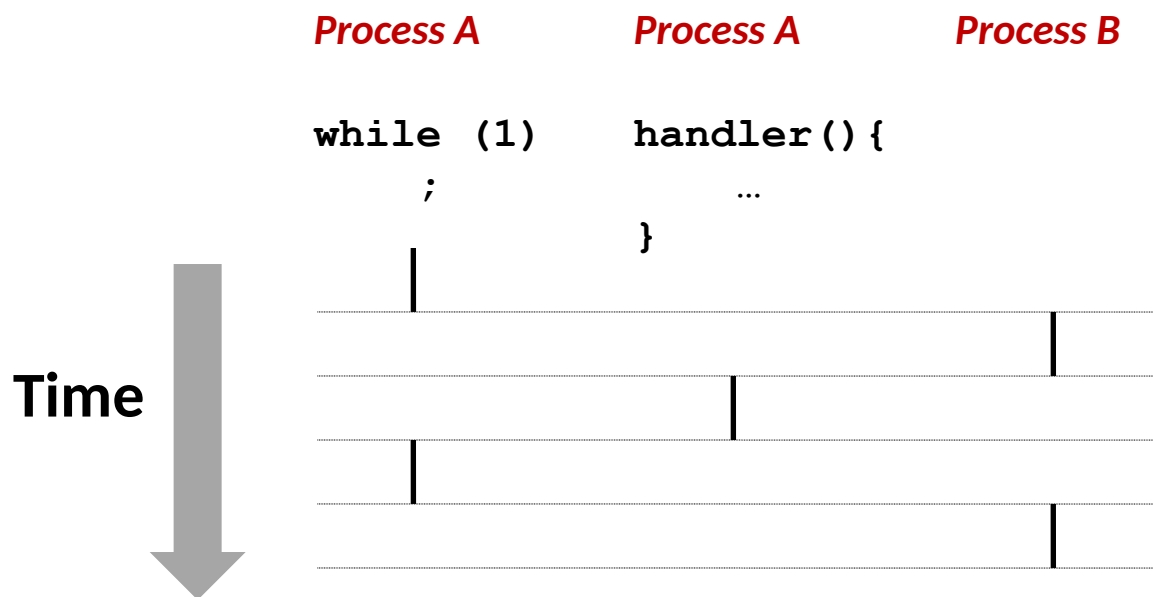 Process A Process A Process B
while (1) handler(){
; …
}
Time